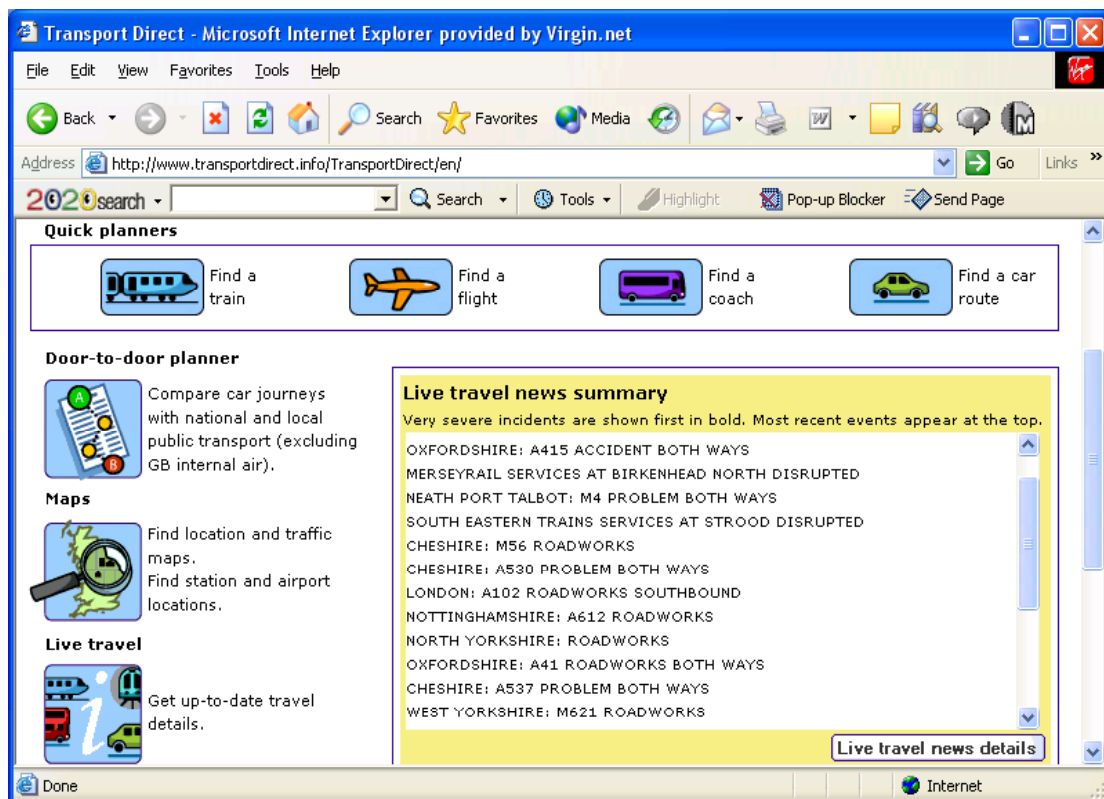 Transport Direct - Microsoft Internet Explorer provided by Virgin.net
File Edit View Favorites Tools Help
Back Search Favorites Media
Address http://www.transportdirect.info/TransportDirect/en/ Go Links »
2020search Search Tools Highlight Pop-up Blocker Send Page
Quick planners
Find a
train
Find a
flight
Find a
coach
Find a car
route
Door-to-door planner
A
B
Compare car journeys
with national and local
public transport (excluding
GB internal air).
Maps
Find location and traffic
maps.
Find station and airport
locations.
Live travel
i
Get up-to-date travel
details.
Live travel news summary
Very severe incidents are shown first in bold. Most recent events appear at the top.
OXFORDSHIRE: A415 ACCIDENT BOTH WAYS
MERSEYRAIL SERVICES AT BIRKENHEAD NORTH DISRUPTED
NEATH PORT TALBOT: M4 PROBLEM BOTH WAYS
SOUTH EASTERN TRAINS SERVICES AT STROOD DISRUPTED
CHESHIRE: M56 ROADWORKS
CHESHIRE: A530 PROBLEM BOTH WAYS
LONDON: A102 ROADWORKS SOUTHBOUND
NOTTINGHAMSHIRE: A612 ROADWORKS
NORTH YORKSHIRE: ROADWORKS
OXFORDSHIRE: A41 ROADWORKS BOTH WAYS
CHESHIRE: A537 PROBLEM BOTH WAYS
WEST YORKSHIRE: M621 ROADWORKS
Live travel news details
Done Internet